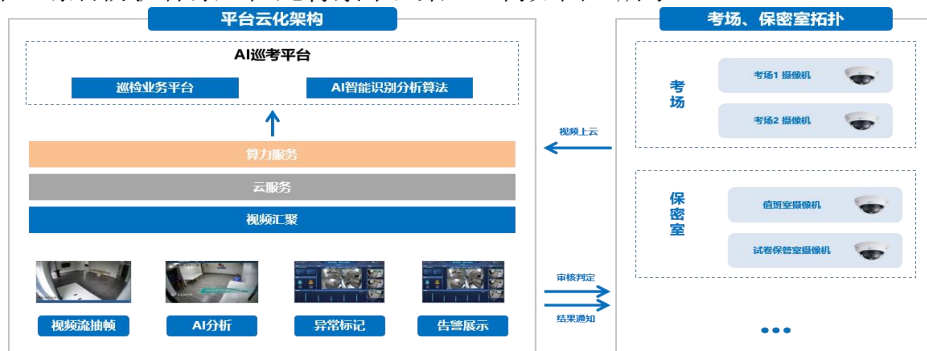 平台云化架构
AI巡考平台
巡检业务平台
AI智能识别分析算法
算力服务
云服务
视频汇聚
视频流抽帧
AI分析
异常标记
告警展示
视频上云
审核判定
结果通知
考场、保密室拓扑
考场
考场1 摄像机
考场2 摄像机
保密室
值班室摄像机
试卷保管室摄像机